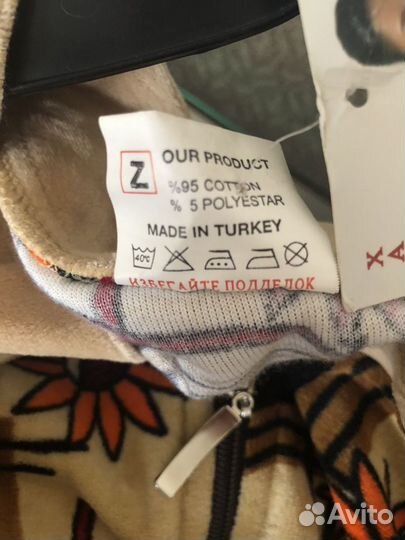 Z OUR PRODUCT
%95 COTTON
% 5 POLYESTAR
MADE IN TURKEY
40°C
ИЗБЕГАЙТЕ ПОДДЕЛОК
Х
А
Avito